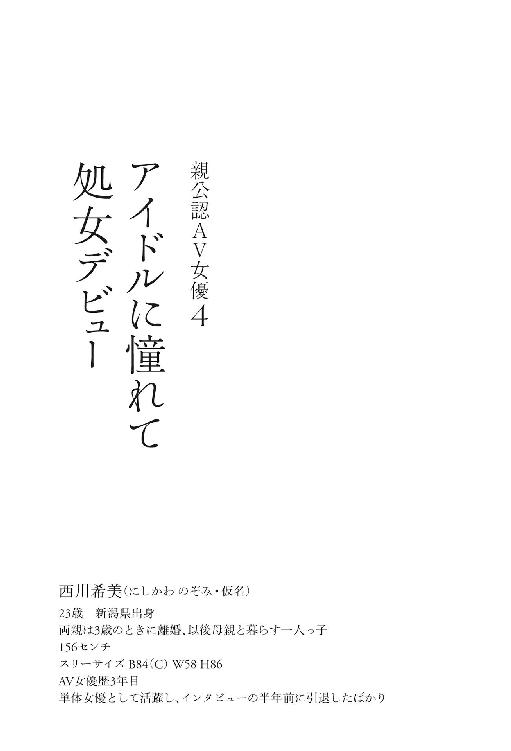 親公認AV女優4
アイドルに憧れて
処女デビュー
西川希美(にしかわ のぞみ・仮名)
23歳 新潟県出身
両親は3歳のときに離婚、以後母親と暮らす一人っ子
156センチ
スリーサイズ B84(C) W58 H86
AV女優歴3年目
単体女優として活躍し、インタビューの半年前に引退したばかり